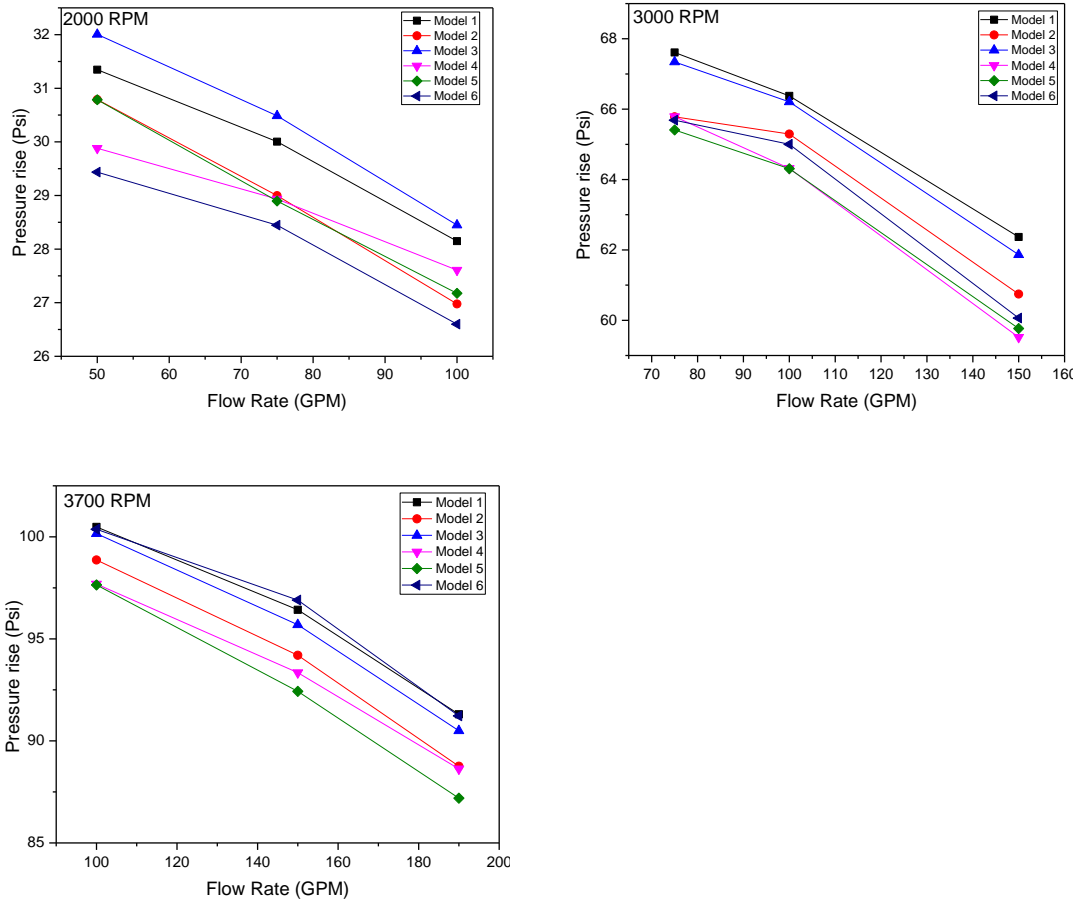 2000 RPM
Model 1
Model 2
Model 3
Model 4
Model 5
Model 6
32
31
30
29
28
27
26
Pressure rise (Psi)
50
60
70
80
90
100
Flow Rate (GPM)
3000 RPM
Model 1
Model 2
Model 3
Model 4
Model 5
Model 6
68
66
64
62
60
Pressure rise (Psi)
70
80
90
100
110
120
130
140
150
160
Flow Rate (GPM)
3700 RPM
Model 1
Model 2
Model 3
Model 4
Model 5
Model 6
100
95
90
85
Pressure rise (Psi)
100
120
140
160
180
200
Flow Rate (GPM)